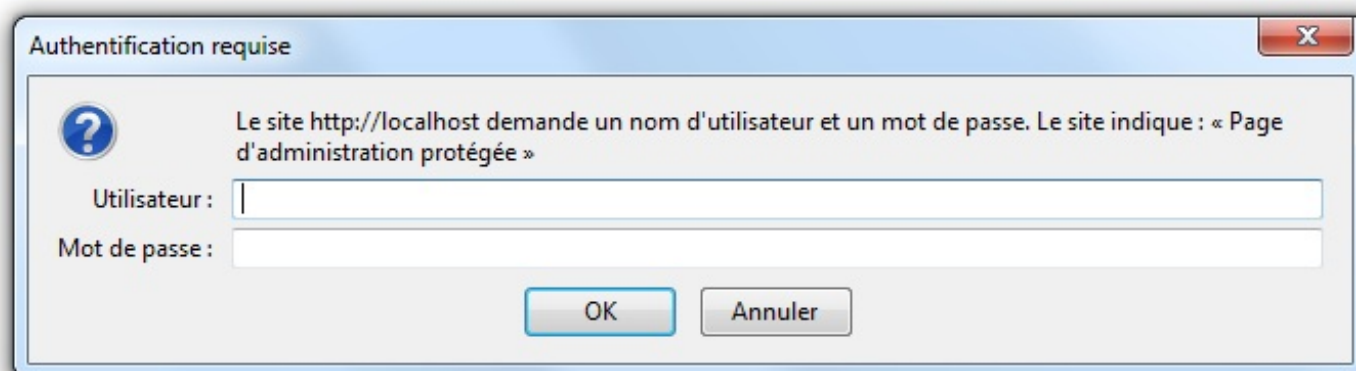 Authentification requise
Le site http://localhost demande un nom d'utilisateur et un mot de passe. Le site indique : « Page
d'administration protégée »
Utilisateur :
Mot de passe :
OK Annuler